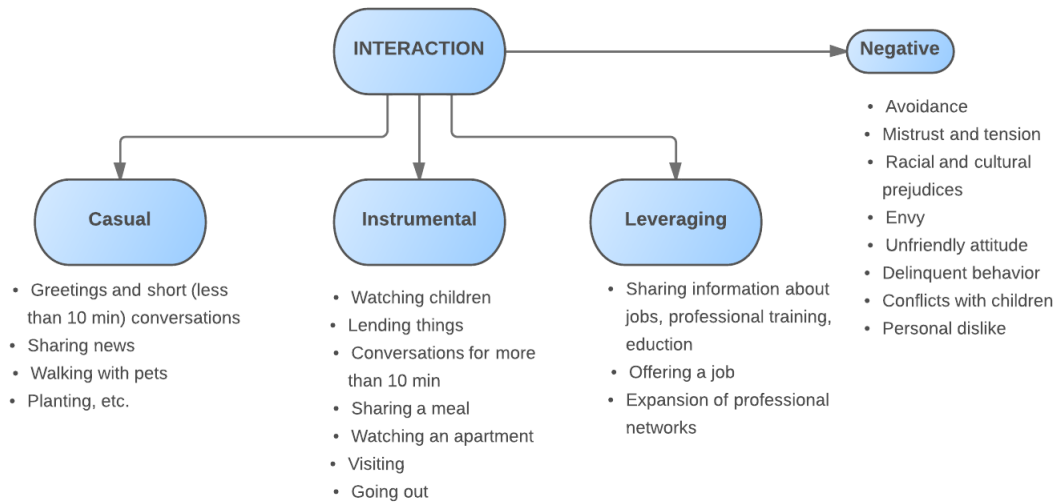 INTERACTION
Negative
• Avoidance
• Mistrust and tension
• Racial and cultural
prejudices
• Envy
• Unfriendly attitude
• Delinquent behavior
• Conflicts with children
• Personal dislike
Casual
• Greetings and short (less
than 10 min) conversations
• Sharing news
• Walking with pets
• Planting, etc.
Instrumental
• Watching children
• Lending things
• Conversations for more
than 10 min
• Sharing a meal
• Watching an apartment
• Visiting
• Going out
Leveraging
• Sharing information about
jobs, professional training,
eduction
• Offering a job
• Expansion of professional
networks